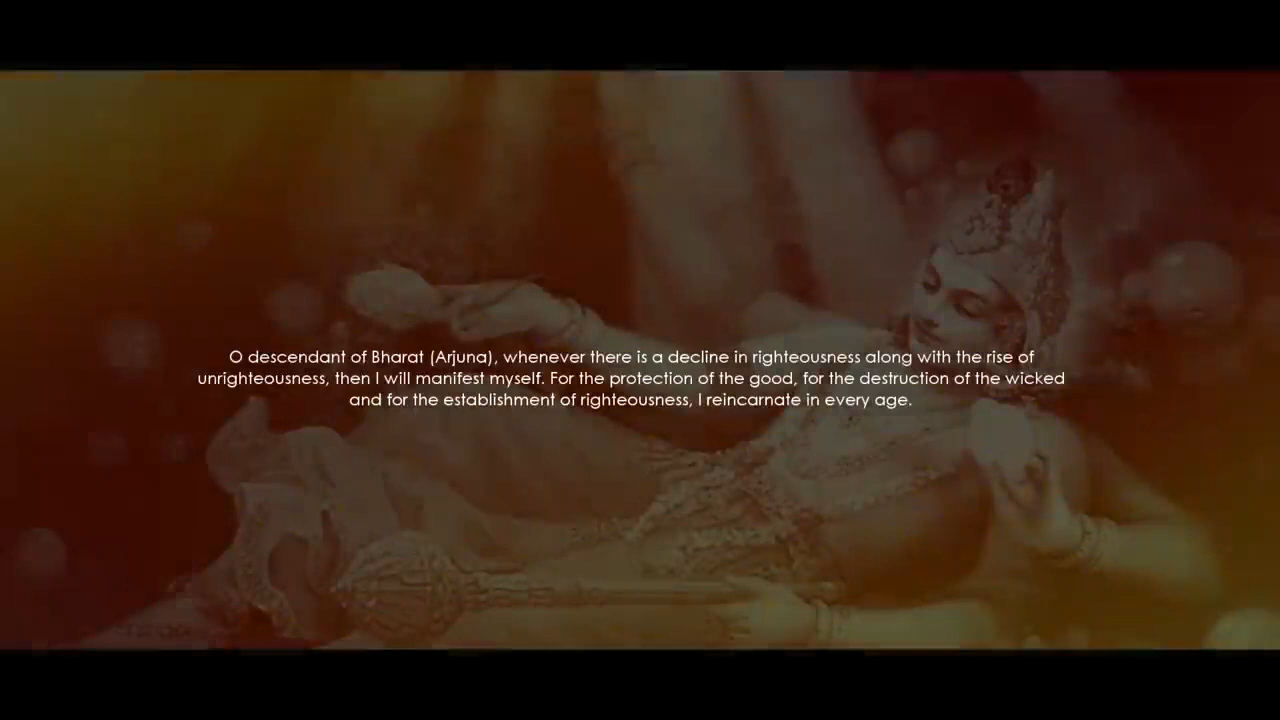 O descendant of Bharat (Arjuna), whenever there is a decline in righteousness along with the rise of
unrighteousness, then I will manifest myself. For the protection of the good, for the destruction of the wicked
and for the establishment of righteousness, I reincarnate in every age.